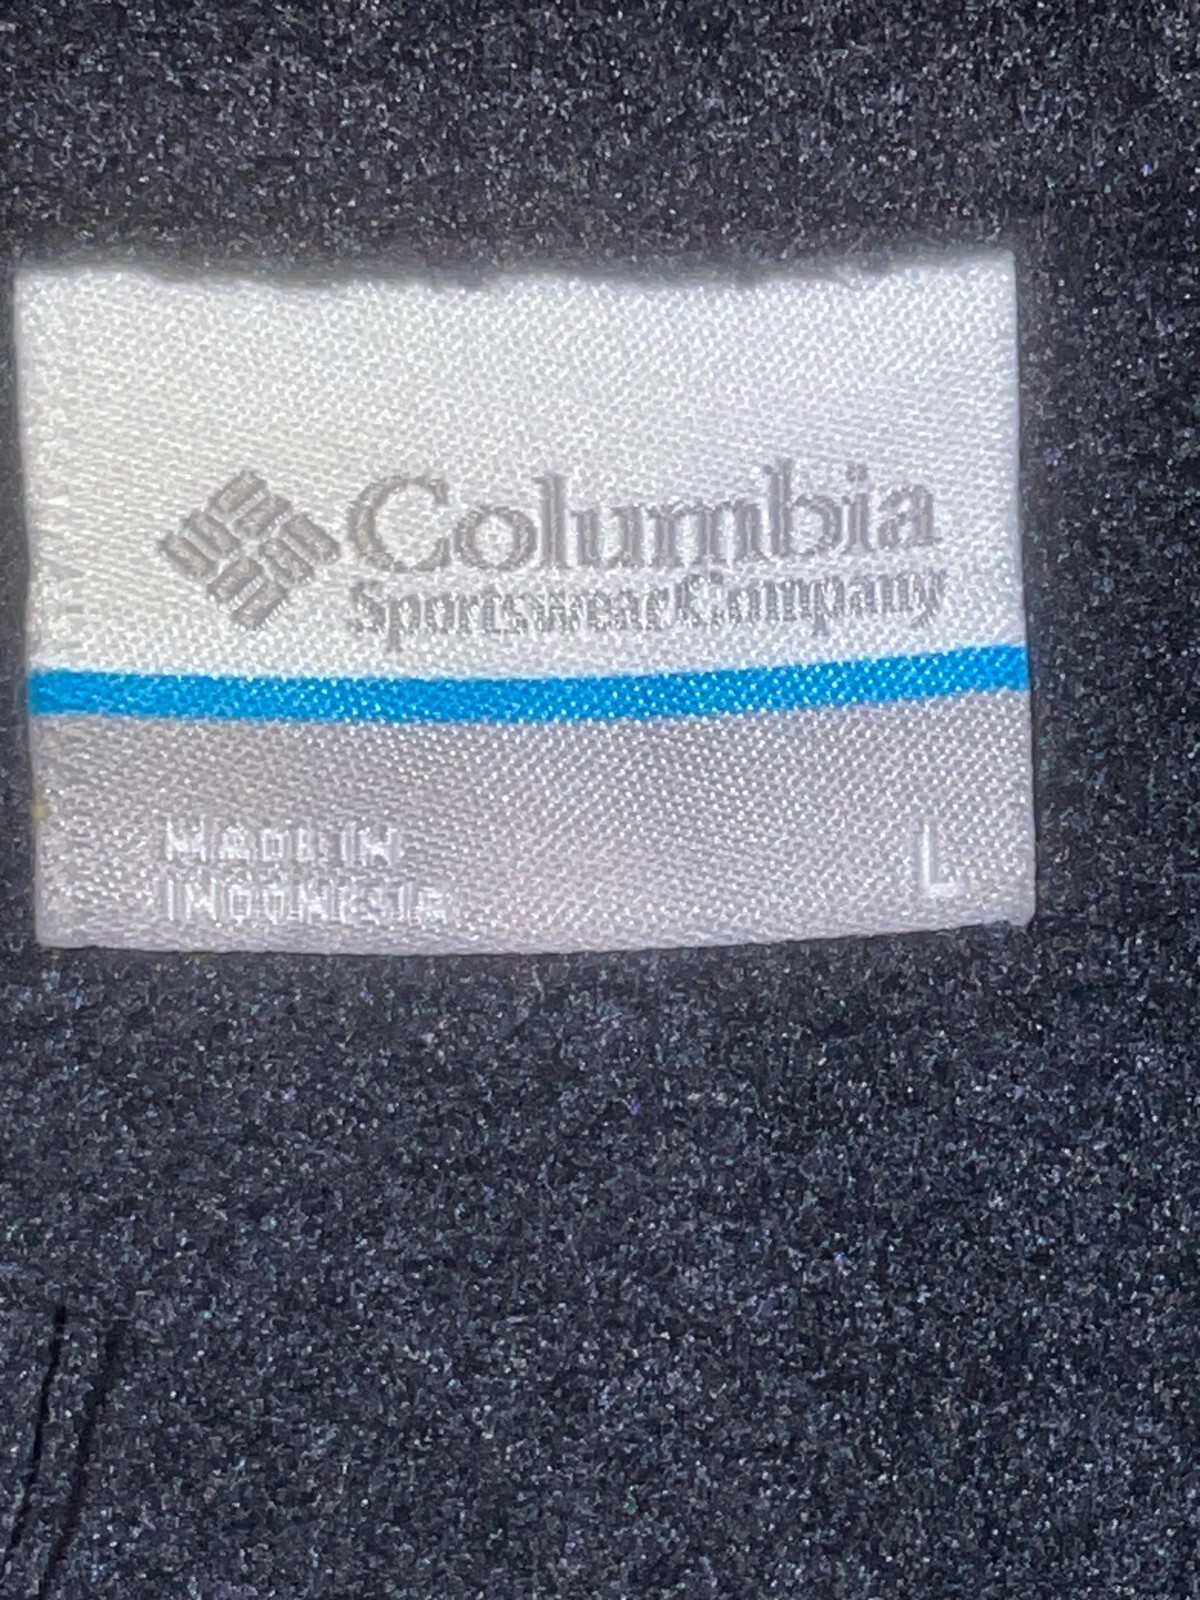 Columbia
Sportswear Company
MADE IN
INDONESIA
L